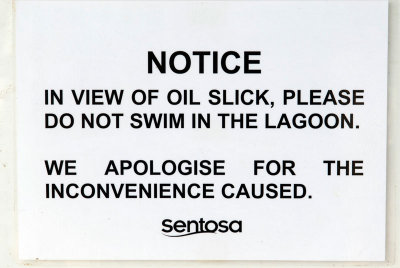 NOTICE
IN VIEW OF OIL SLICK, PLEASE
DO NOT SWIM IN THE LAGOON.
WE APOLOGISE FOR THE
INCONVENIENCE CAUSED.
sentosa